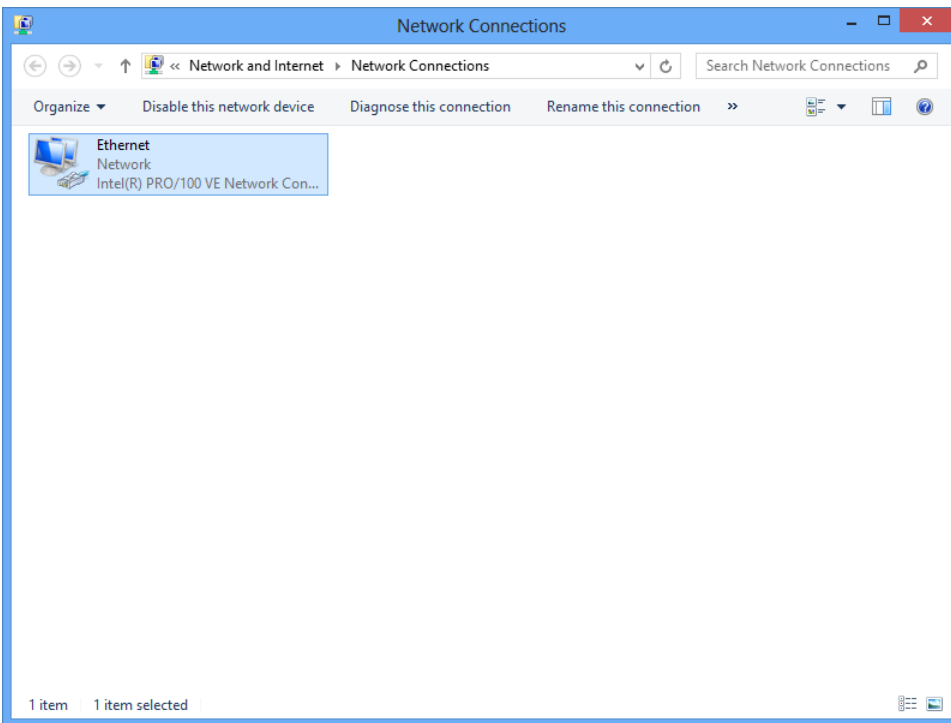 Network Connections
« Network and Internet Network Connections
Search Network Connections
Organize Disable this network device Diagnose this connection Rename this connection »
Ethernet
Network
Intel(R) PRO/100 VE Network Con...
1 item 1 item selected